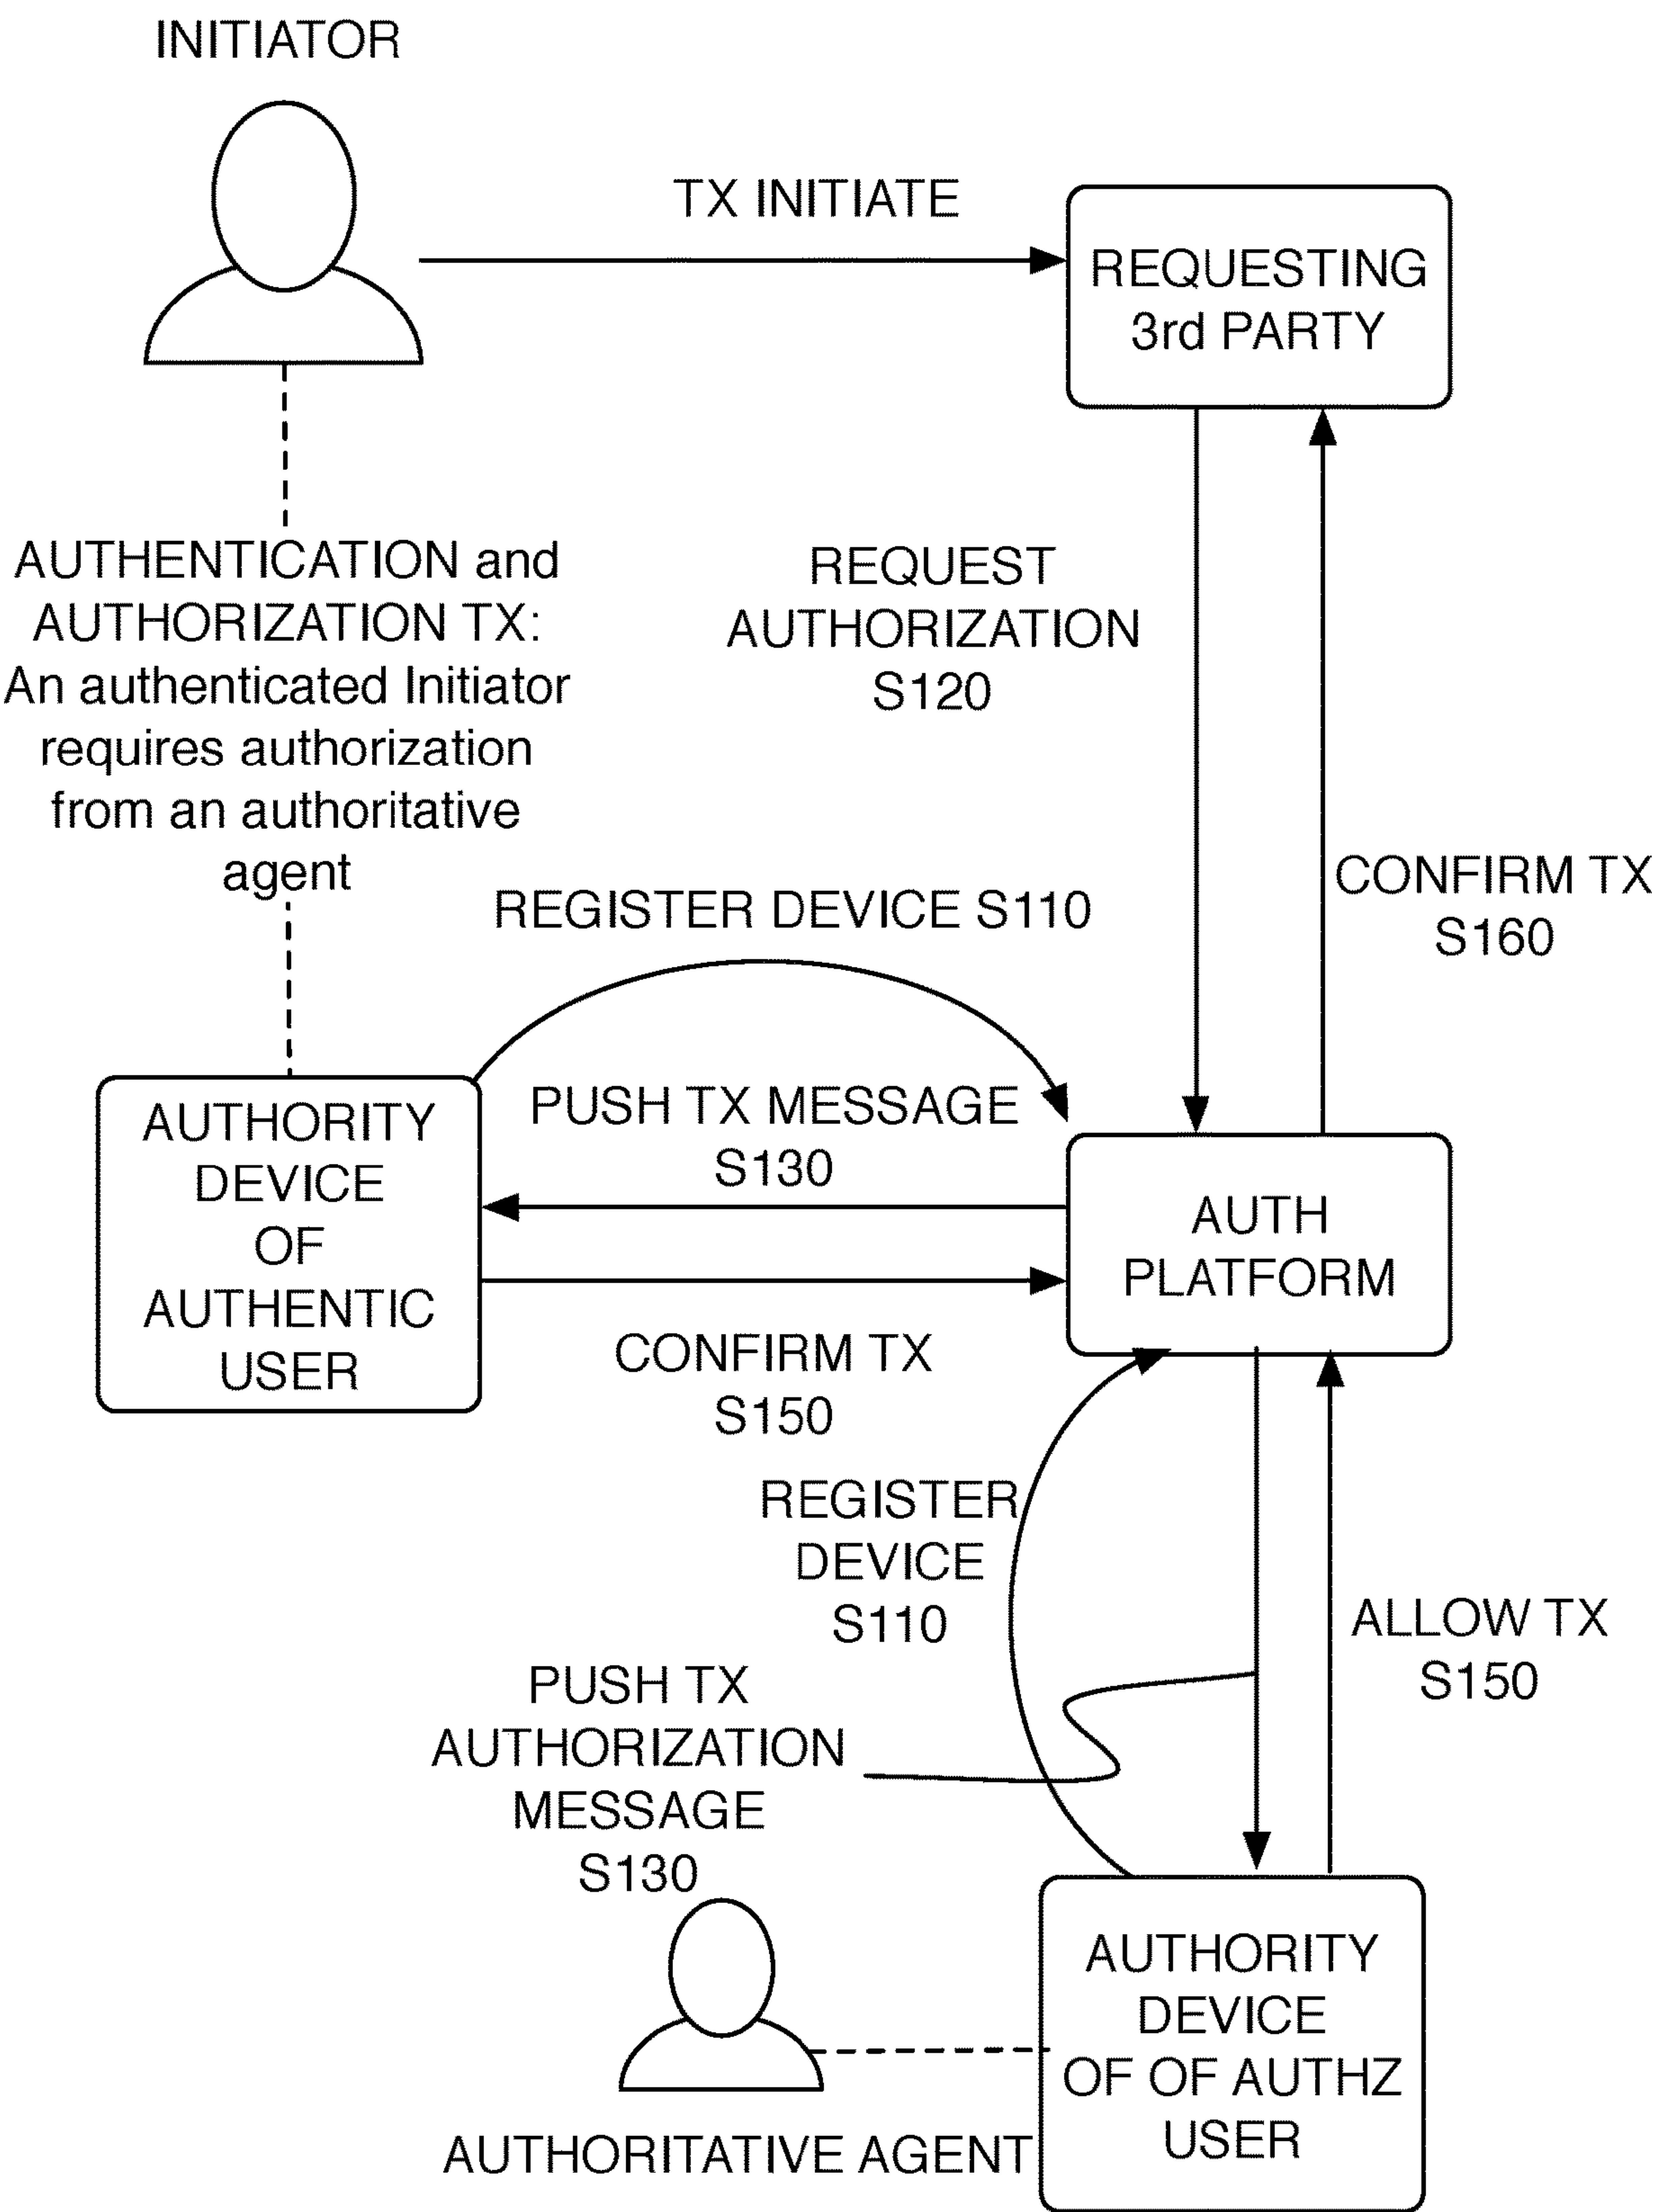 INITIATOR
TX INITIATE
REQUESTING
3rd PARTY
AUTHENTICATION and
AUTHORIZATION TX:
An authenticated Initiator
requires authorization
from an authoritative
agent
REQUEST
AUTHORIZATION
S120
CONFIRM TX
S160
REGISTER DEVICE S110
PUSH TX MESSAGE
S130
AUTHORITY
DEVICE
OF
AUTHENTIC
USER
AUTH
PLATFORM
CONFIRM TX
S150
REGISTER
DEVICE
S110
ALLOW TX
S150
PUSH TX
AUTHORIZATION
MESSAGE
S130
AUTHORITY
DEVICE
OF OF AUTHZ
USER
AUTHORITATIVE AGENT